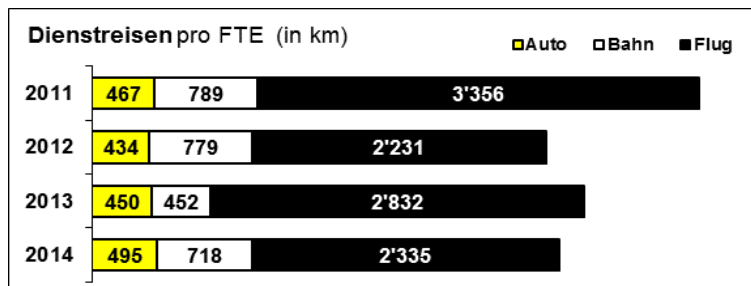 Dienstreisen pro FTE (in km)
Auto Bahn Flug
2011 467 789 3'356
2012 434 779 2'231
2013 450 452 2'832
2014 495 718 2'335